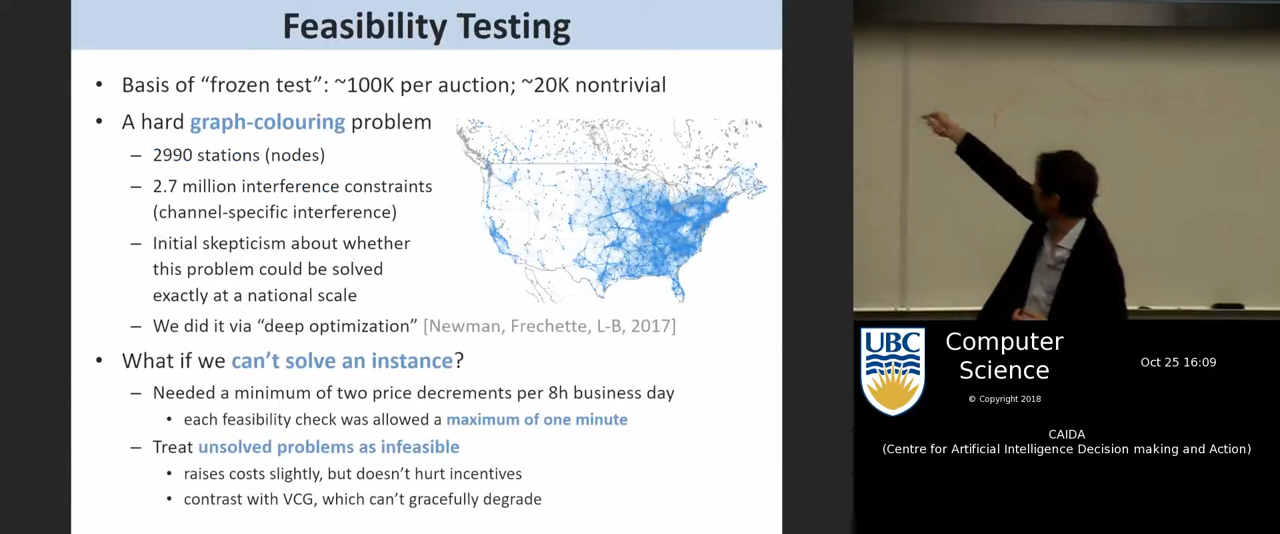 Feasibility Testing
• Basis of “frozen test”: ~100K per auction; ~20K nontrivial
• A hard graph-colouring problem
– 2990 stations (nodes)
– 2.7 million interference constraints
(channel-specific interference)
– Initial skepticism about whether
this problem could be solved
exactly at a national scale
– We did it via “deep optimization” [Newman, Frechette, L-B, 2017]
• What if we can’t solve an instance?
– Needed a minimum of two price decrements per 8h business day
• each feasibility check was allowed a maximum of one minute
– Treat unsolved problems as infeasible
• raises costs slightly, but doesn’t hurt incentives
• contrast with VCG, which can’t gracefully degrade
UBC
Computer
Science
© Copyright 2018
Oct 25 16:09
CAIDA
(Centre for Artificial Intelligence Decision making and Action)